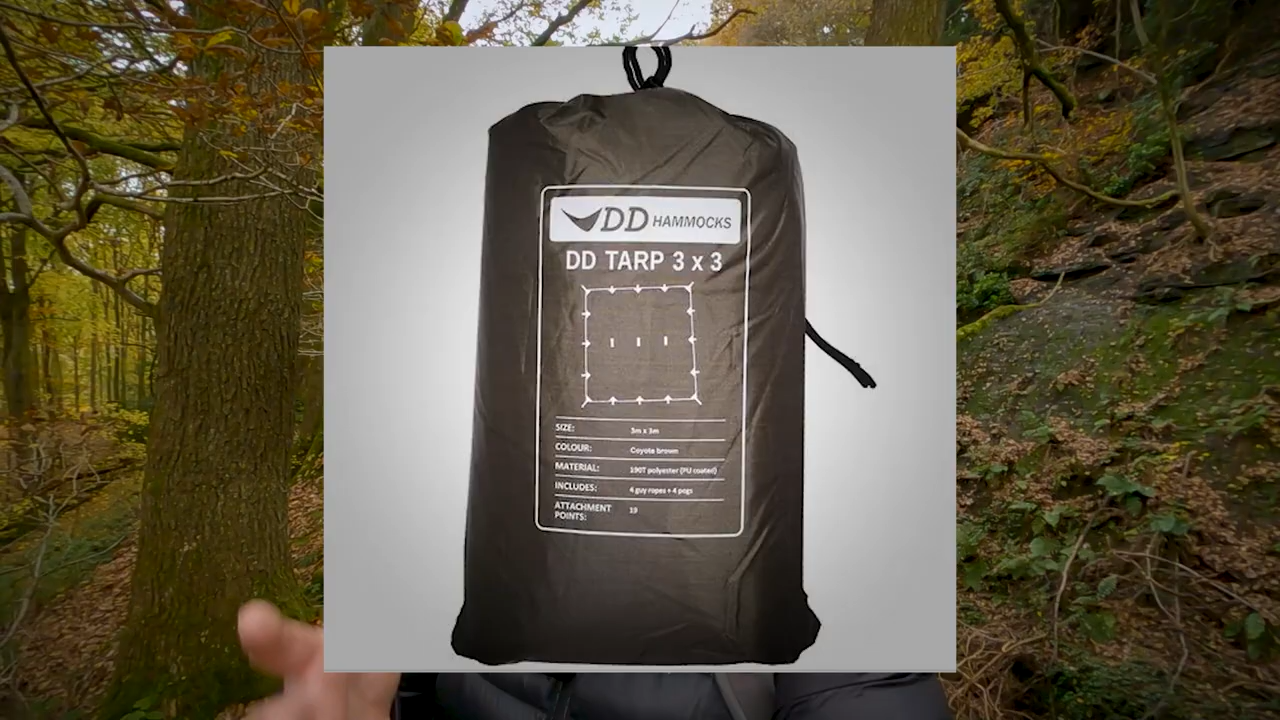 DD HAMMOCKS
DD TARP 3 x 3
SIZE: 3m x 3m
COLOUR: Coyote brown
MATERIAL: 190T polyester (PU coated)
INCLUDES: 4 guy ropes + 4 pegs
ATTACHMENT POINTS: 19